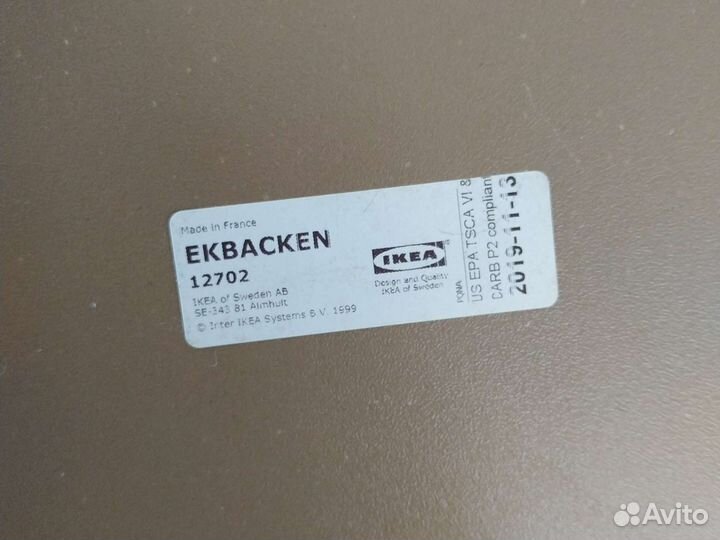 Made in France
EKBACKEN
12702
IKEA of Sweden AB
SE-343 81 Älmhult
© Inter IKEA Systems B.V. 1999
IKEA
Design and Quality
IKEA of Sweden
US EPA TSCA VI &
CARB P2 compliant
2019-11-13
Avito